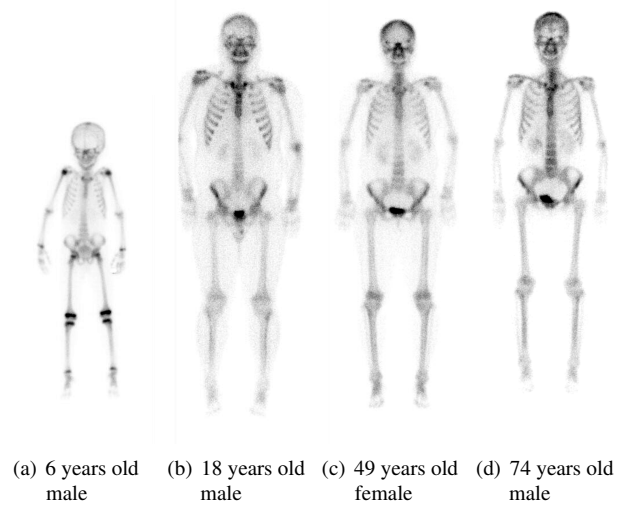 (a) 6 years old male
(b) 18 years old male
(c) 49 years old female
(d) 74 years old male